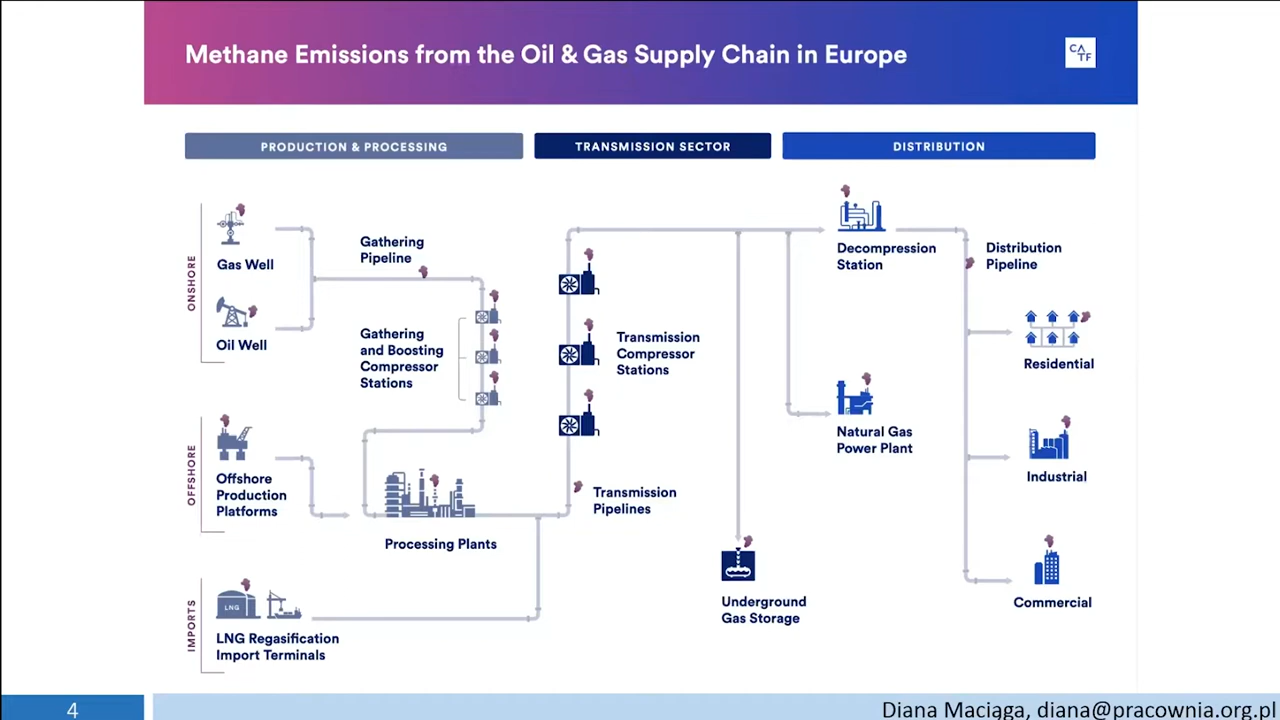 Methane Emissions from the Oil & Gas Supply Chain in Europe
CATF
PRODUCTION & PROCESSING
TRANSMISSION SECTOR
DISTRIBUTION
ONSHORE
Gas Well
Oil Well
Gathering
Pipeline
Gathering
and Boosting
Compressor
Stations
OFFSHORE
Offshore
Production
Platforms
Processing Plants
IMPORTS
LNG
LNG Regasification
Import Terminals
Transmission
Compressor
Stations
Transmission
Pipelines
Underground
Gas Storage
Decompression
Station
Natural Gas
Power Plant
Distribution
Pipeline
Residential
Industrial
Commercial
4
Diana Maciąga, diana@pracownia.org.pl